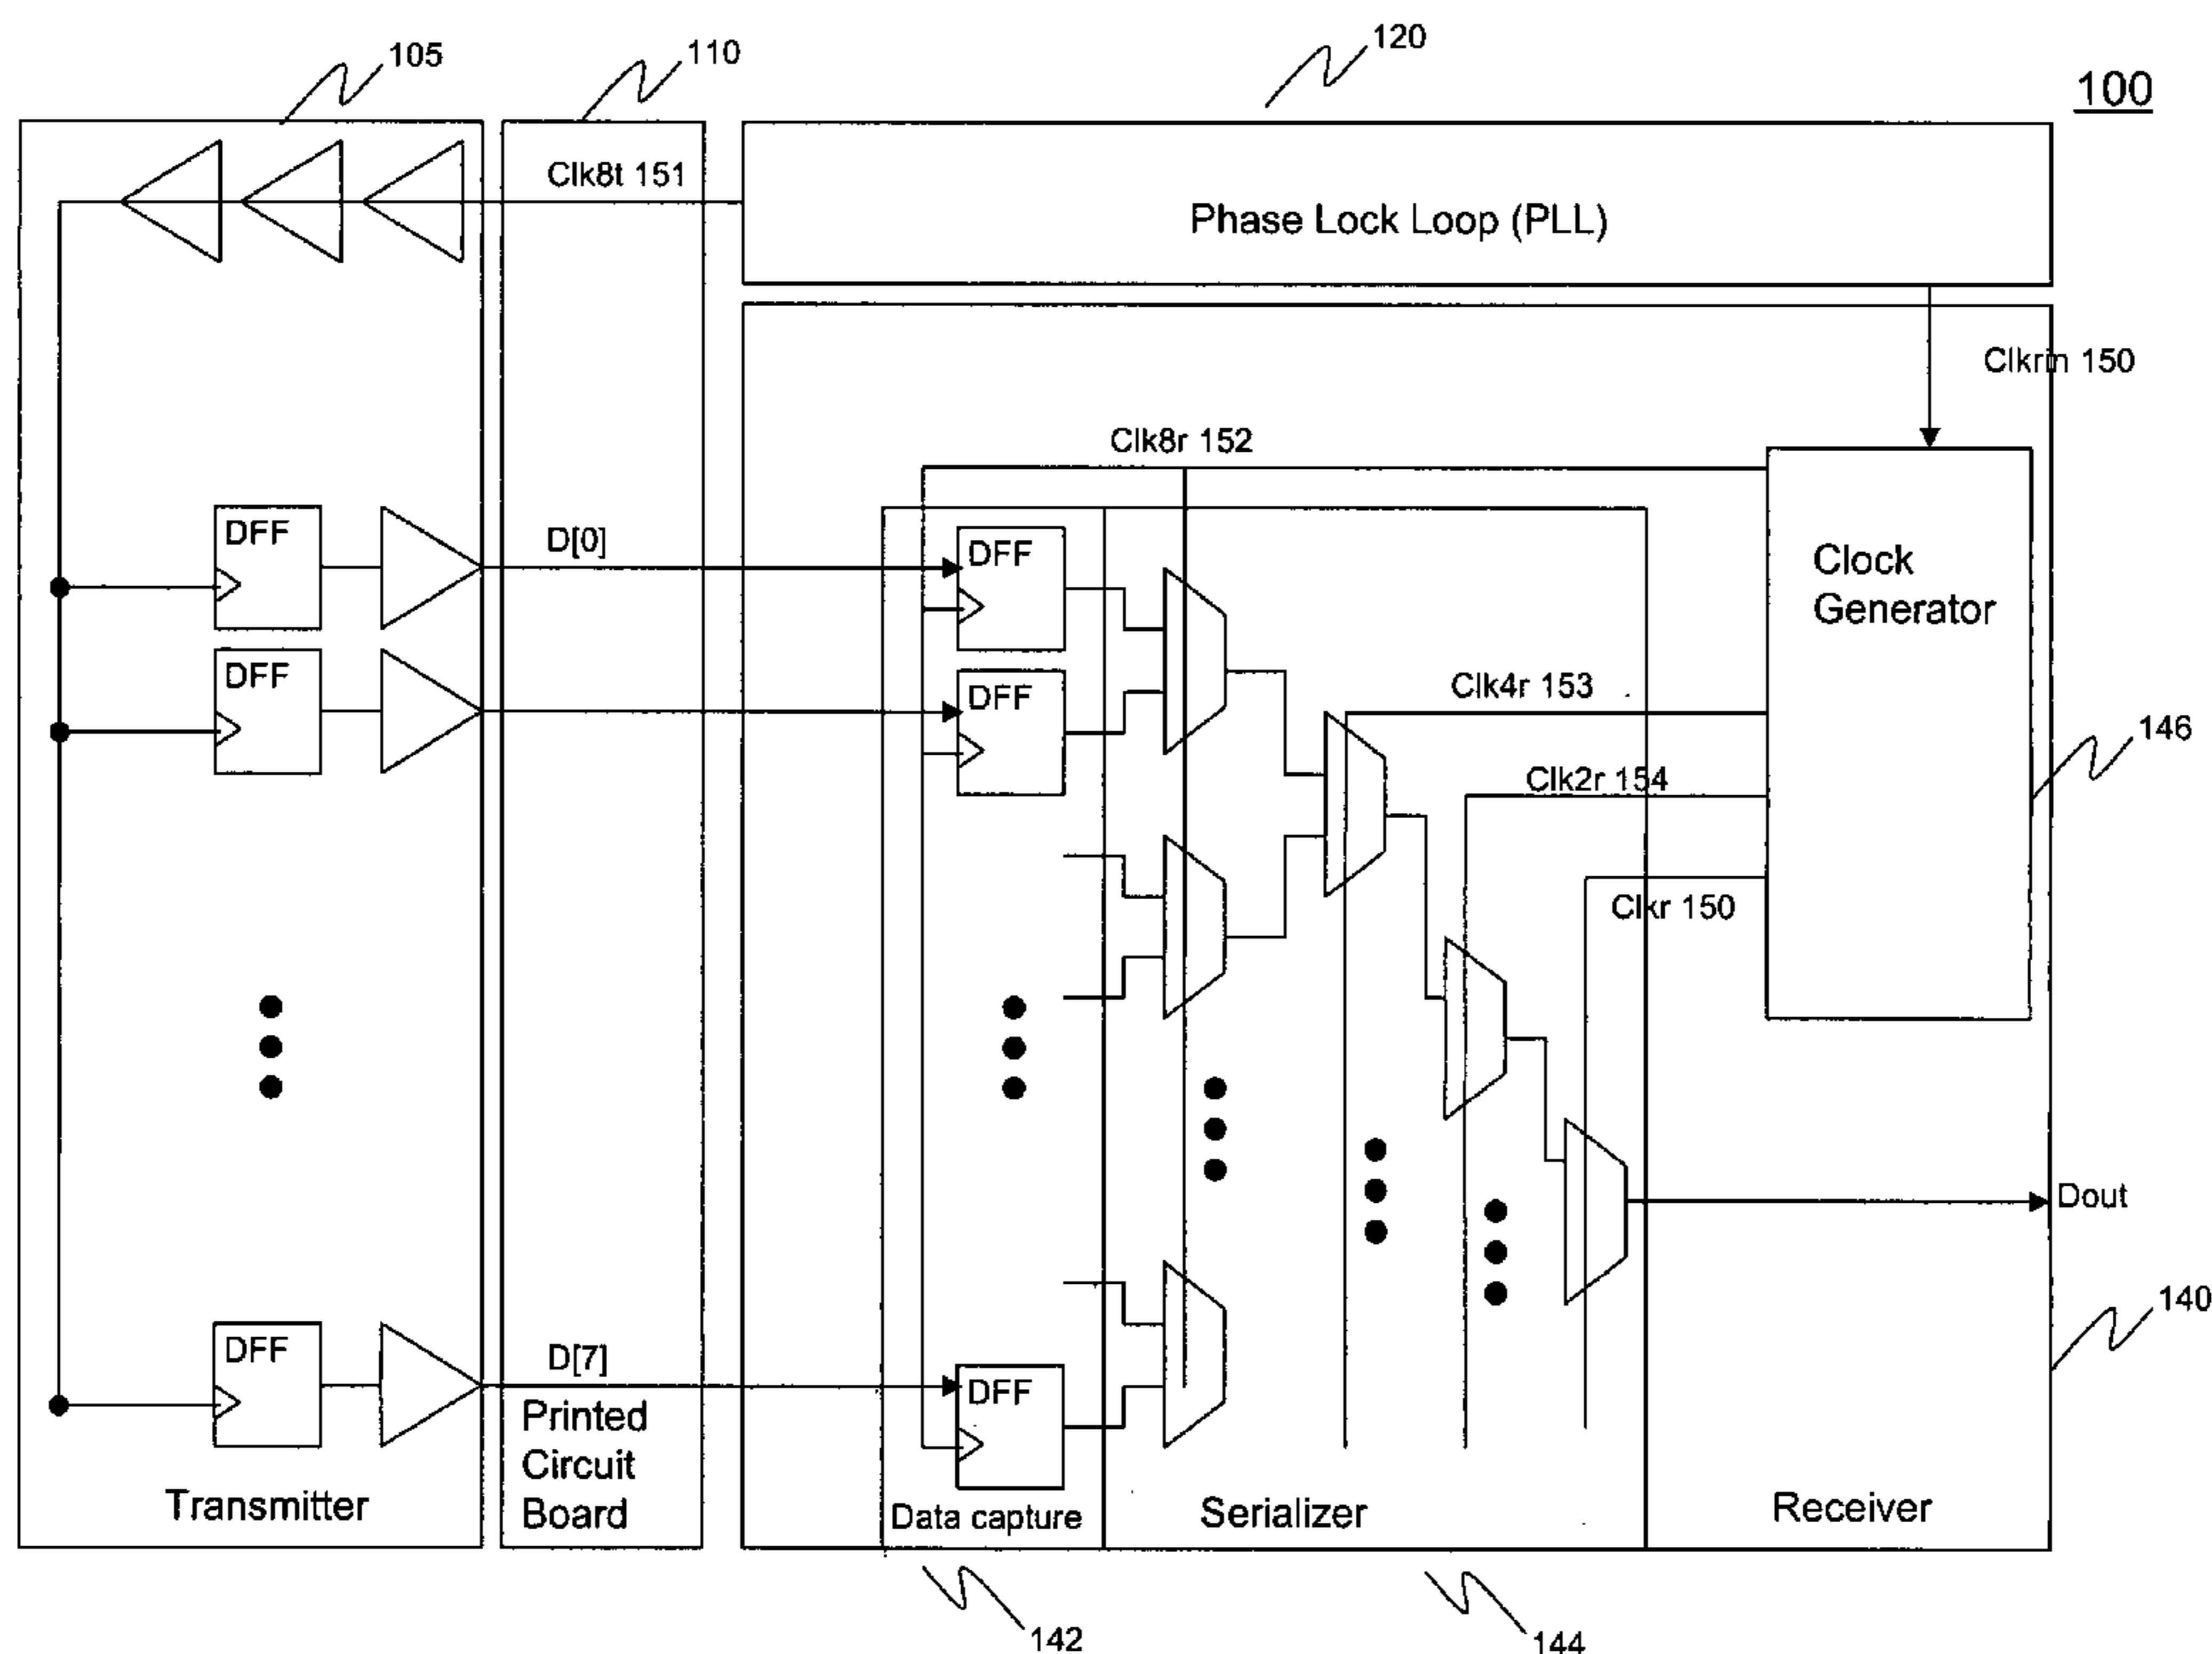 105
110
120
100
Clk8t 151
Phase Lock Loop (PLL)
Clkrin 150
Clk8r 152
DFF
D[0]
DFF
Clock
Generator
DFF
DFF
Clk4r 153
146
Clk2r 154
Clkr 150
Dout
140
DFF
D[7]
DFF
Printed
Circuit
Board
Transmitter
Data capture
Serializer
Receiver
142
144